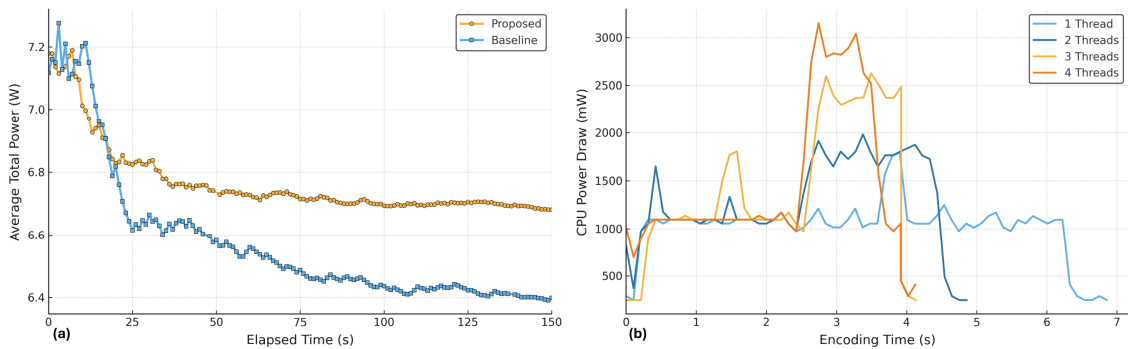 Average Total Power (W)
7.2
7.0
6.8
6.6
6.4
Proposed
Baseline
0
25
50
75
100
125
150
(a)
Elapsed Time (s)
CPU Power Draw (mW)
3000
2500
2000
1500
1000
500
1 Thread
2 Threads
3 Threads
4 Threads
0
1
2
3
4
5
6
7
(b)
Encoding Time (s)